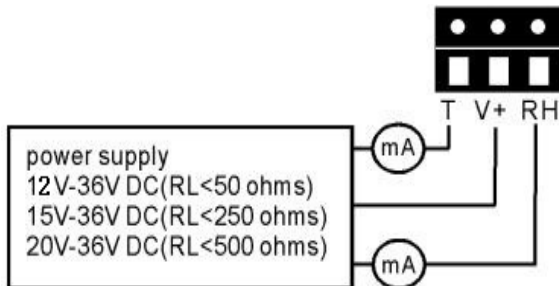 T V+ RH
mA
power supply
12V-36V DC(RL<50 ohms)
15V-36V DC(RL<250 ohms)
20V-36V DC(RL<500 ohms)
mA